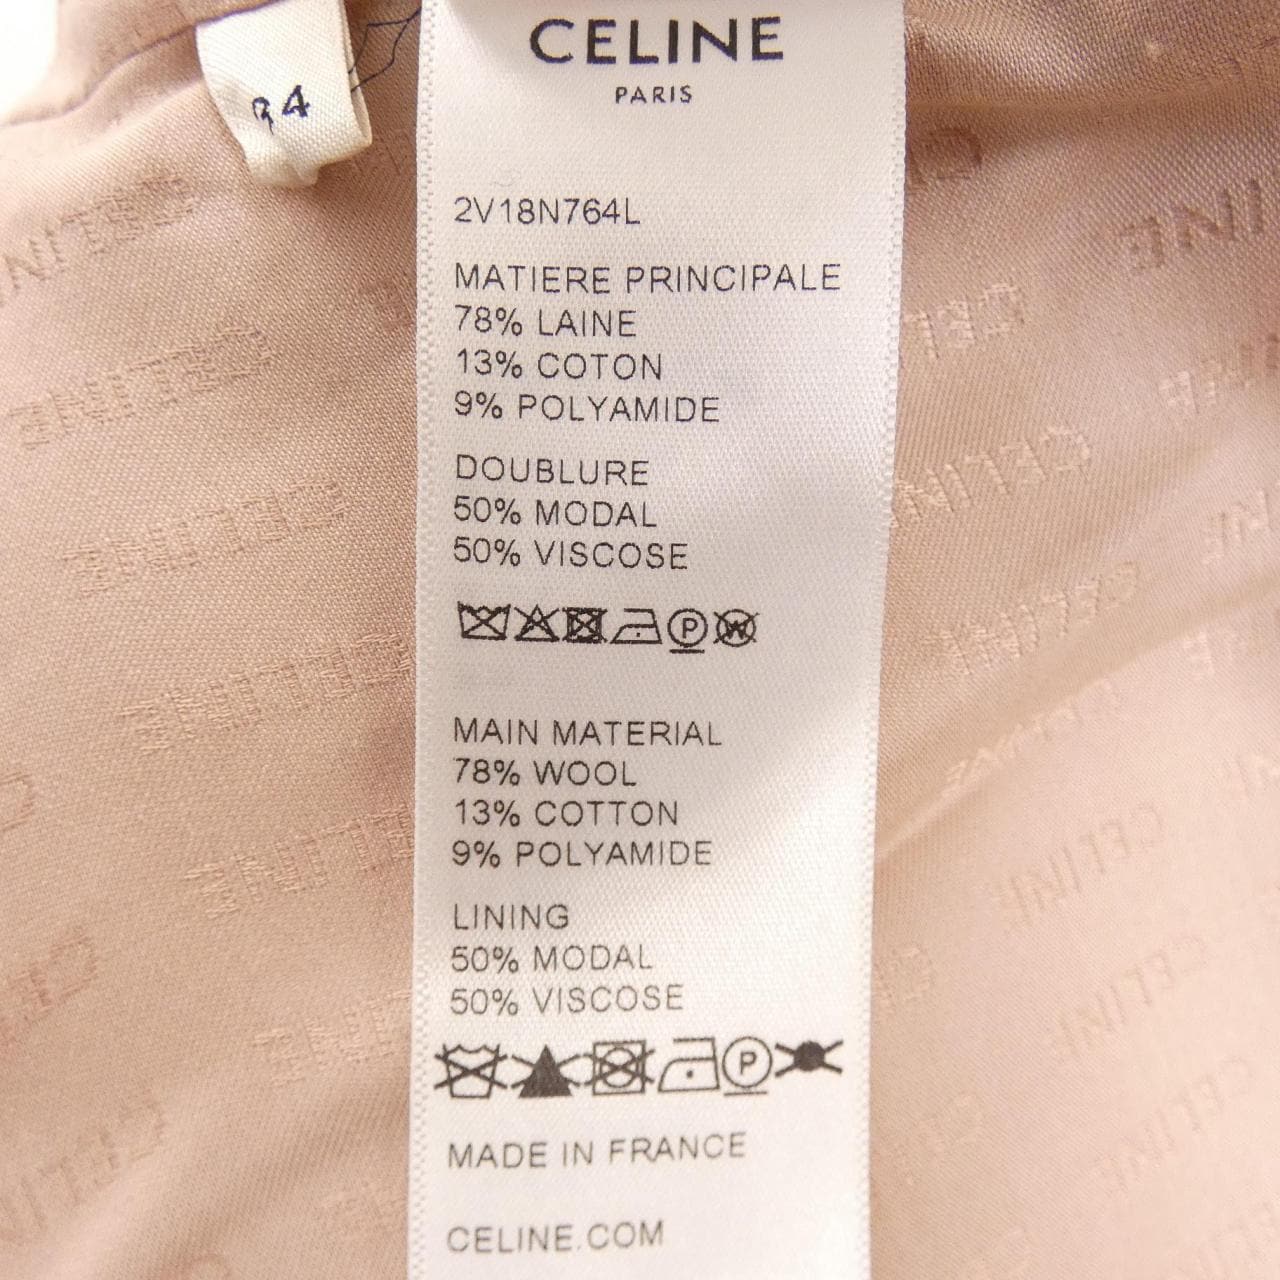 34
CELINE
PARIS
2V18N764L
MATIERE PRINCIPALE
78% LAINE
13% COTON
9% POLYAMIDE
DOUBLURE
50% MODAL
50% VISCOSE
P W
MAIN MATERIAL
78% WOOL
13% COTTON
9% POLYAMIDE
LINING
50% MODAL
50% VISCOSE
P
MADE IN FRANCE
CELINE.COM